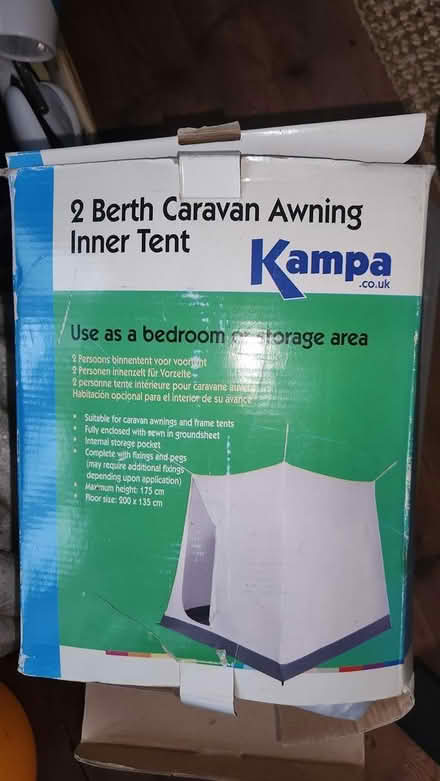 2 Berth Caravan Awning
Inner Tent
Kampa
.co.uk
Use as a bedroom or storage area
2 Persoons binnentent voor voortent
2 Personen innenzelt für Vorzelte
2 personne tente intérieure pour caravane auvent
Habitación opcional para el interior de su avance
• Suitable for caravan awnings and frame tents
• Fully enclosed with sewn in groundsheet
• Internal storage pocket
• Complete with fixings and pegs
(may require additional fixings
depending upon application)
• Maximum height: 175 cm
• Floor size: 200 x 135 cm